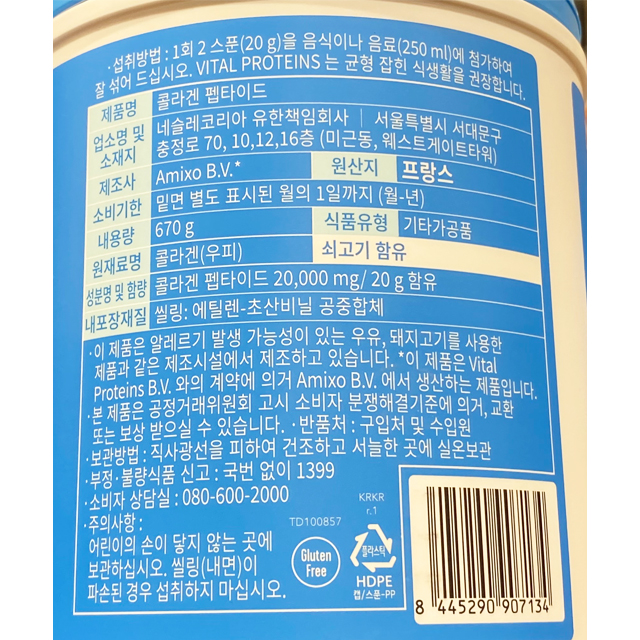 · 섭취방법 : 1회 2 스푼(20 g)을 음식이나 음료(250 ml)에 첨가하여
잘 섞어 드십시오. VITAL PROTEINS 는 균형 잡힌 식생활을 권장합니다.
제품명 콜라겐 펩타이드
업소명 및 소재지 네슬레코리아 유한책임회사 | 서울특별시 서대문구
충정로 70, 10,12,16층 (미근동, 웨스트게이트타워)
제조사 Amixo B.V.* 원산지 프랑스
소비기한 밑면 별도 표시된 월의 1일까지 (월-년)
내용량 670 g 식품유형 기타가공품
원재료명 콜라겐(우피) 쇠고기 함유
성분명 및 함량 콜라겐 펩타이드 20,000 mg/ 20 g 함유
내포장재질 씰링: 에틸렌-초산비닐 공중합체
· 이 제품은 알레르기 발생 가능성이 있는 우유, 돼지고기를 사용한
제품과 같은 제조시설에서 제조하고 있습니다. *이 제품은 Vital
Proteins B.V. 와의 계약에 의거 Amixo B.V. 에서 생산하는 제품입니다.
· 본 제품은 공정거래위원회 고시 소비자 분쟁해결기준에 의거, 교환
또는 보상 받으실 수 있습니다. · 반품처 : 구입처 및 수입원
· 보관방법 : 직사광선을 피하여 건조하고 서늘한 곳에 실온보관
· 부정·불량식품 신고 : 국번 없이 1399
· 소비자 상담실 : 080-600-2000
· 주의사항 :
어린이의 손이 닿지 않는 곳에
보관하십시오. 씰링(내면)이
파손된 경우 섭취하지 마십시오.
KRKR
r.1
TD100857
Gluten
Free
플라스틱
HDPE
캡/스푼-PP
8 445290 907134